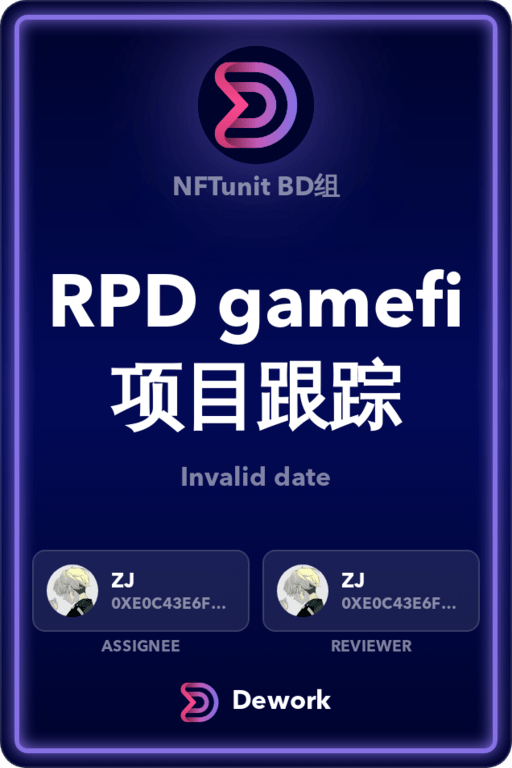 NFTunit BD组
RPD gamefi
项目跟踪
Invalid date
ZJ
0XE0C43E6F...
ZJ
0XE0C43E6F...
ASSIGNEE
REVIEWER
Dework